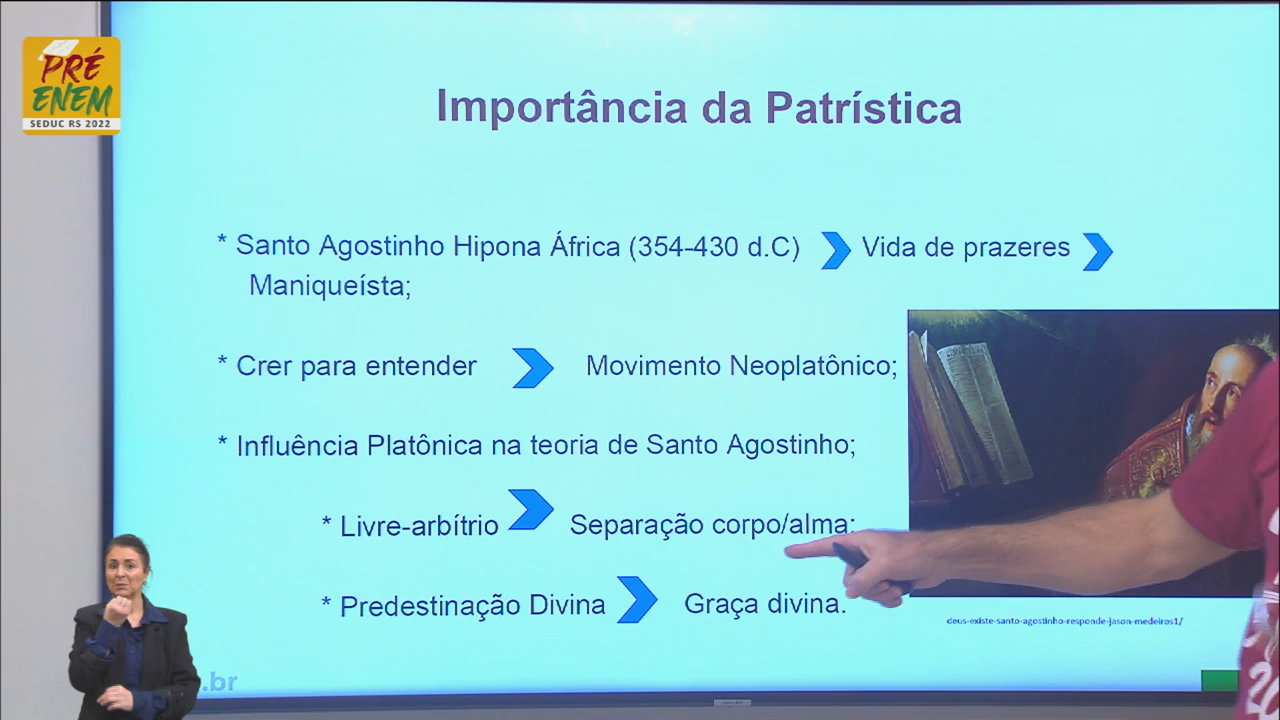 PRÉ
ENEM
SEDUC RS 2022
Importância da Patrística
* Santo Agostinho Hipona África (354-430 d.C) Vida de prazeres
Maniqueísta;
* Crer para entender Movimento Neoplatônico;
* Influência Platônica na teoria de Santo Agostinho;
* Livre-arbítrio Separação corpo/alma;
* Predestinação Divina Graça divina.
deus-existe-santo-agostinho-responde-jason-medeiros1/
.br